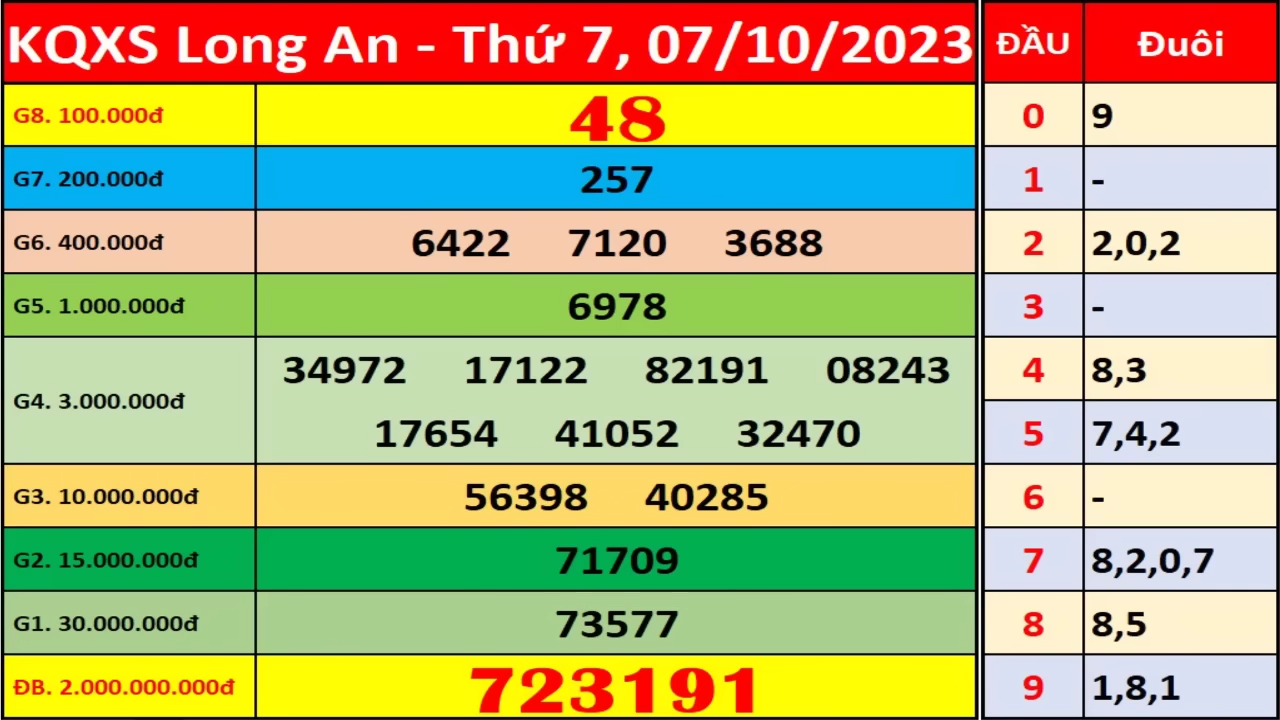 KQXS Long An - Thứ 7, 07/10/2023
G8. 100.000đ
48
G7. 200.000đ
257
G6. 400.000đ
6422 7120 3688
G5. 1.000.000đ
6978
G4. 3.000.000đ
34972 17122 82191 08243
17654 41052 32470
G3. 10.000.000đ
56398 40285
G2. 15.000.000đ
71709
G1. 30.000.000đ
73577
ĐB. 2.000.000.000đ
723191
ĐẦU Đuôi
0 9
1 -
2 2,0,2
3 -
4 8,3
5 7,4,2
6 -
7 8,2,0,7
8 8,5
9 1,8,1